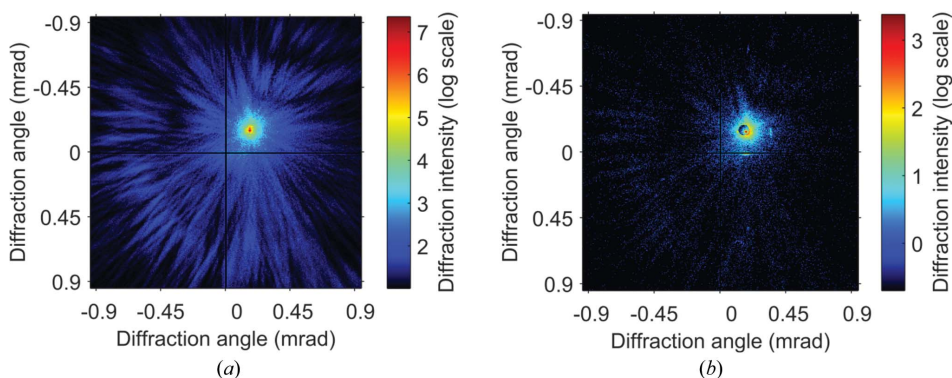 -0.9
-0.45
0
0.45
0.9
Diffraction angle (mrad)
-0.9 -0.45 0 0.45 0.9
Diffraction angle (mrad)
7
6
5
4
3
2
Diffraction intensity (log scale)
(a)
-0.9
-0.45
0
0.45
0.9
Diffraction angle (mrad)
-0.9 -0.45 0 0.45 0.9
Diffraction angle (mrad)
3
2
1
0
Diffraction intensity (log scale)
(b)